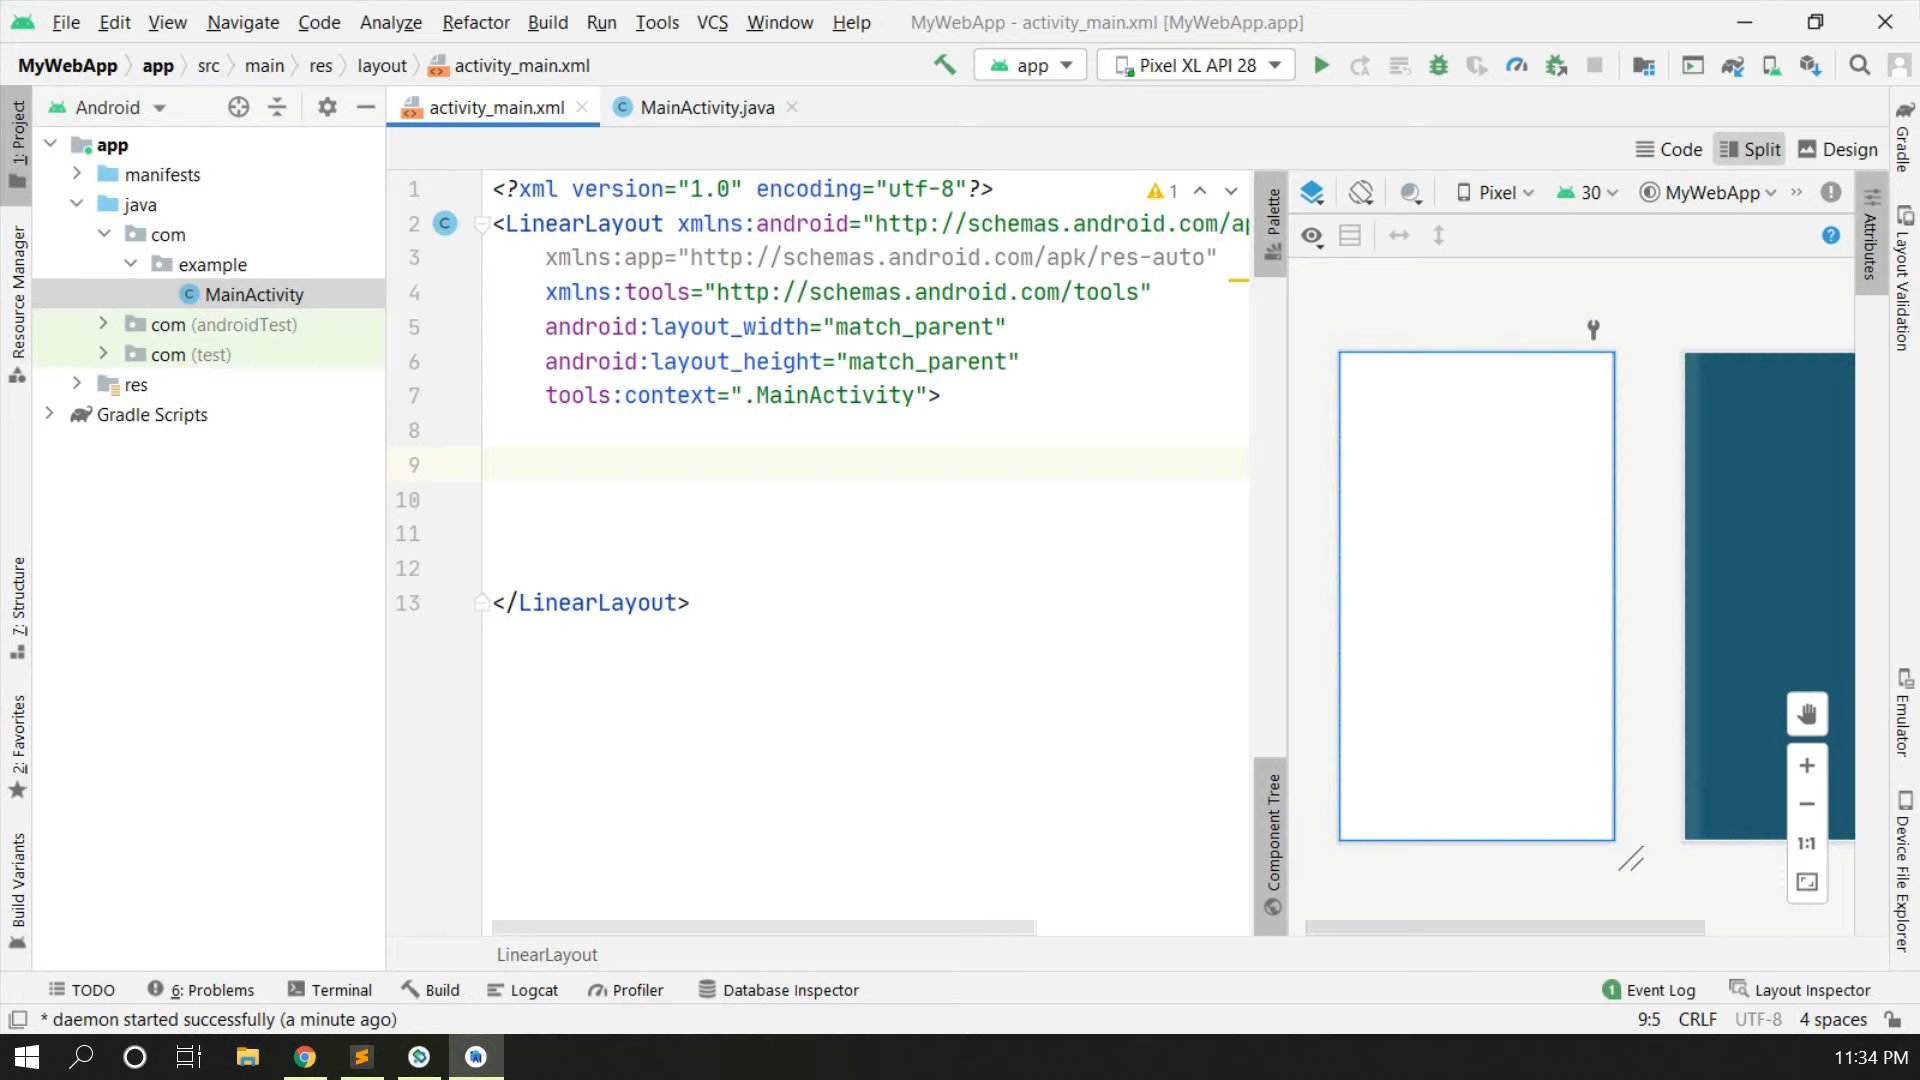 File Edit View Navigate Code Analyze Refactor Build Run Tools VCS Window Help MyWebApp - activity_main.xml [MyWebApp.app]
MyWebApp app src main res layout activity_main.xml app Pixel XL API 28
Android activity_main.xml MainActivity.java
Code Split Design
1: Project
Resource Manager
7: Structure
2: Favorites
Build Variants
app
manifests
java
com
example
MainActivity
com (androidTest)
com (test)
res
Gradle Scripts
1 <?xml version="1.0" encoding="utf-8"?>
2 <LinearLayout xmlns:android="http://schemas.android.com/ap
3 xmlns:app="http://schemas.android.com/apk/res-auto"
4 xmlns:tools="http://schemas.android.com/tools"
5 android:layout_width="match_parent"
6 android:layout_height="match_parent"
7 tools:context=".MainActivity">
8
9
10
11
12
13 </LinearLayout>
1
LinearLayout
Palette
Component Tree
Pixel 30 MyWebApp
1:1
Attributes
Gradle
Layout Validation
Emulator
Device File Explorer
TODO 6: Problems Terminal Build Logcat Profiler Database Inspector 1 Event Log Layout Inspector
* daemon started successfully (a minute ago) 9:5 CRLF UTF-8 4 spaces
11:34 PM